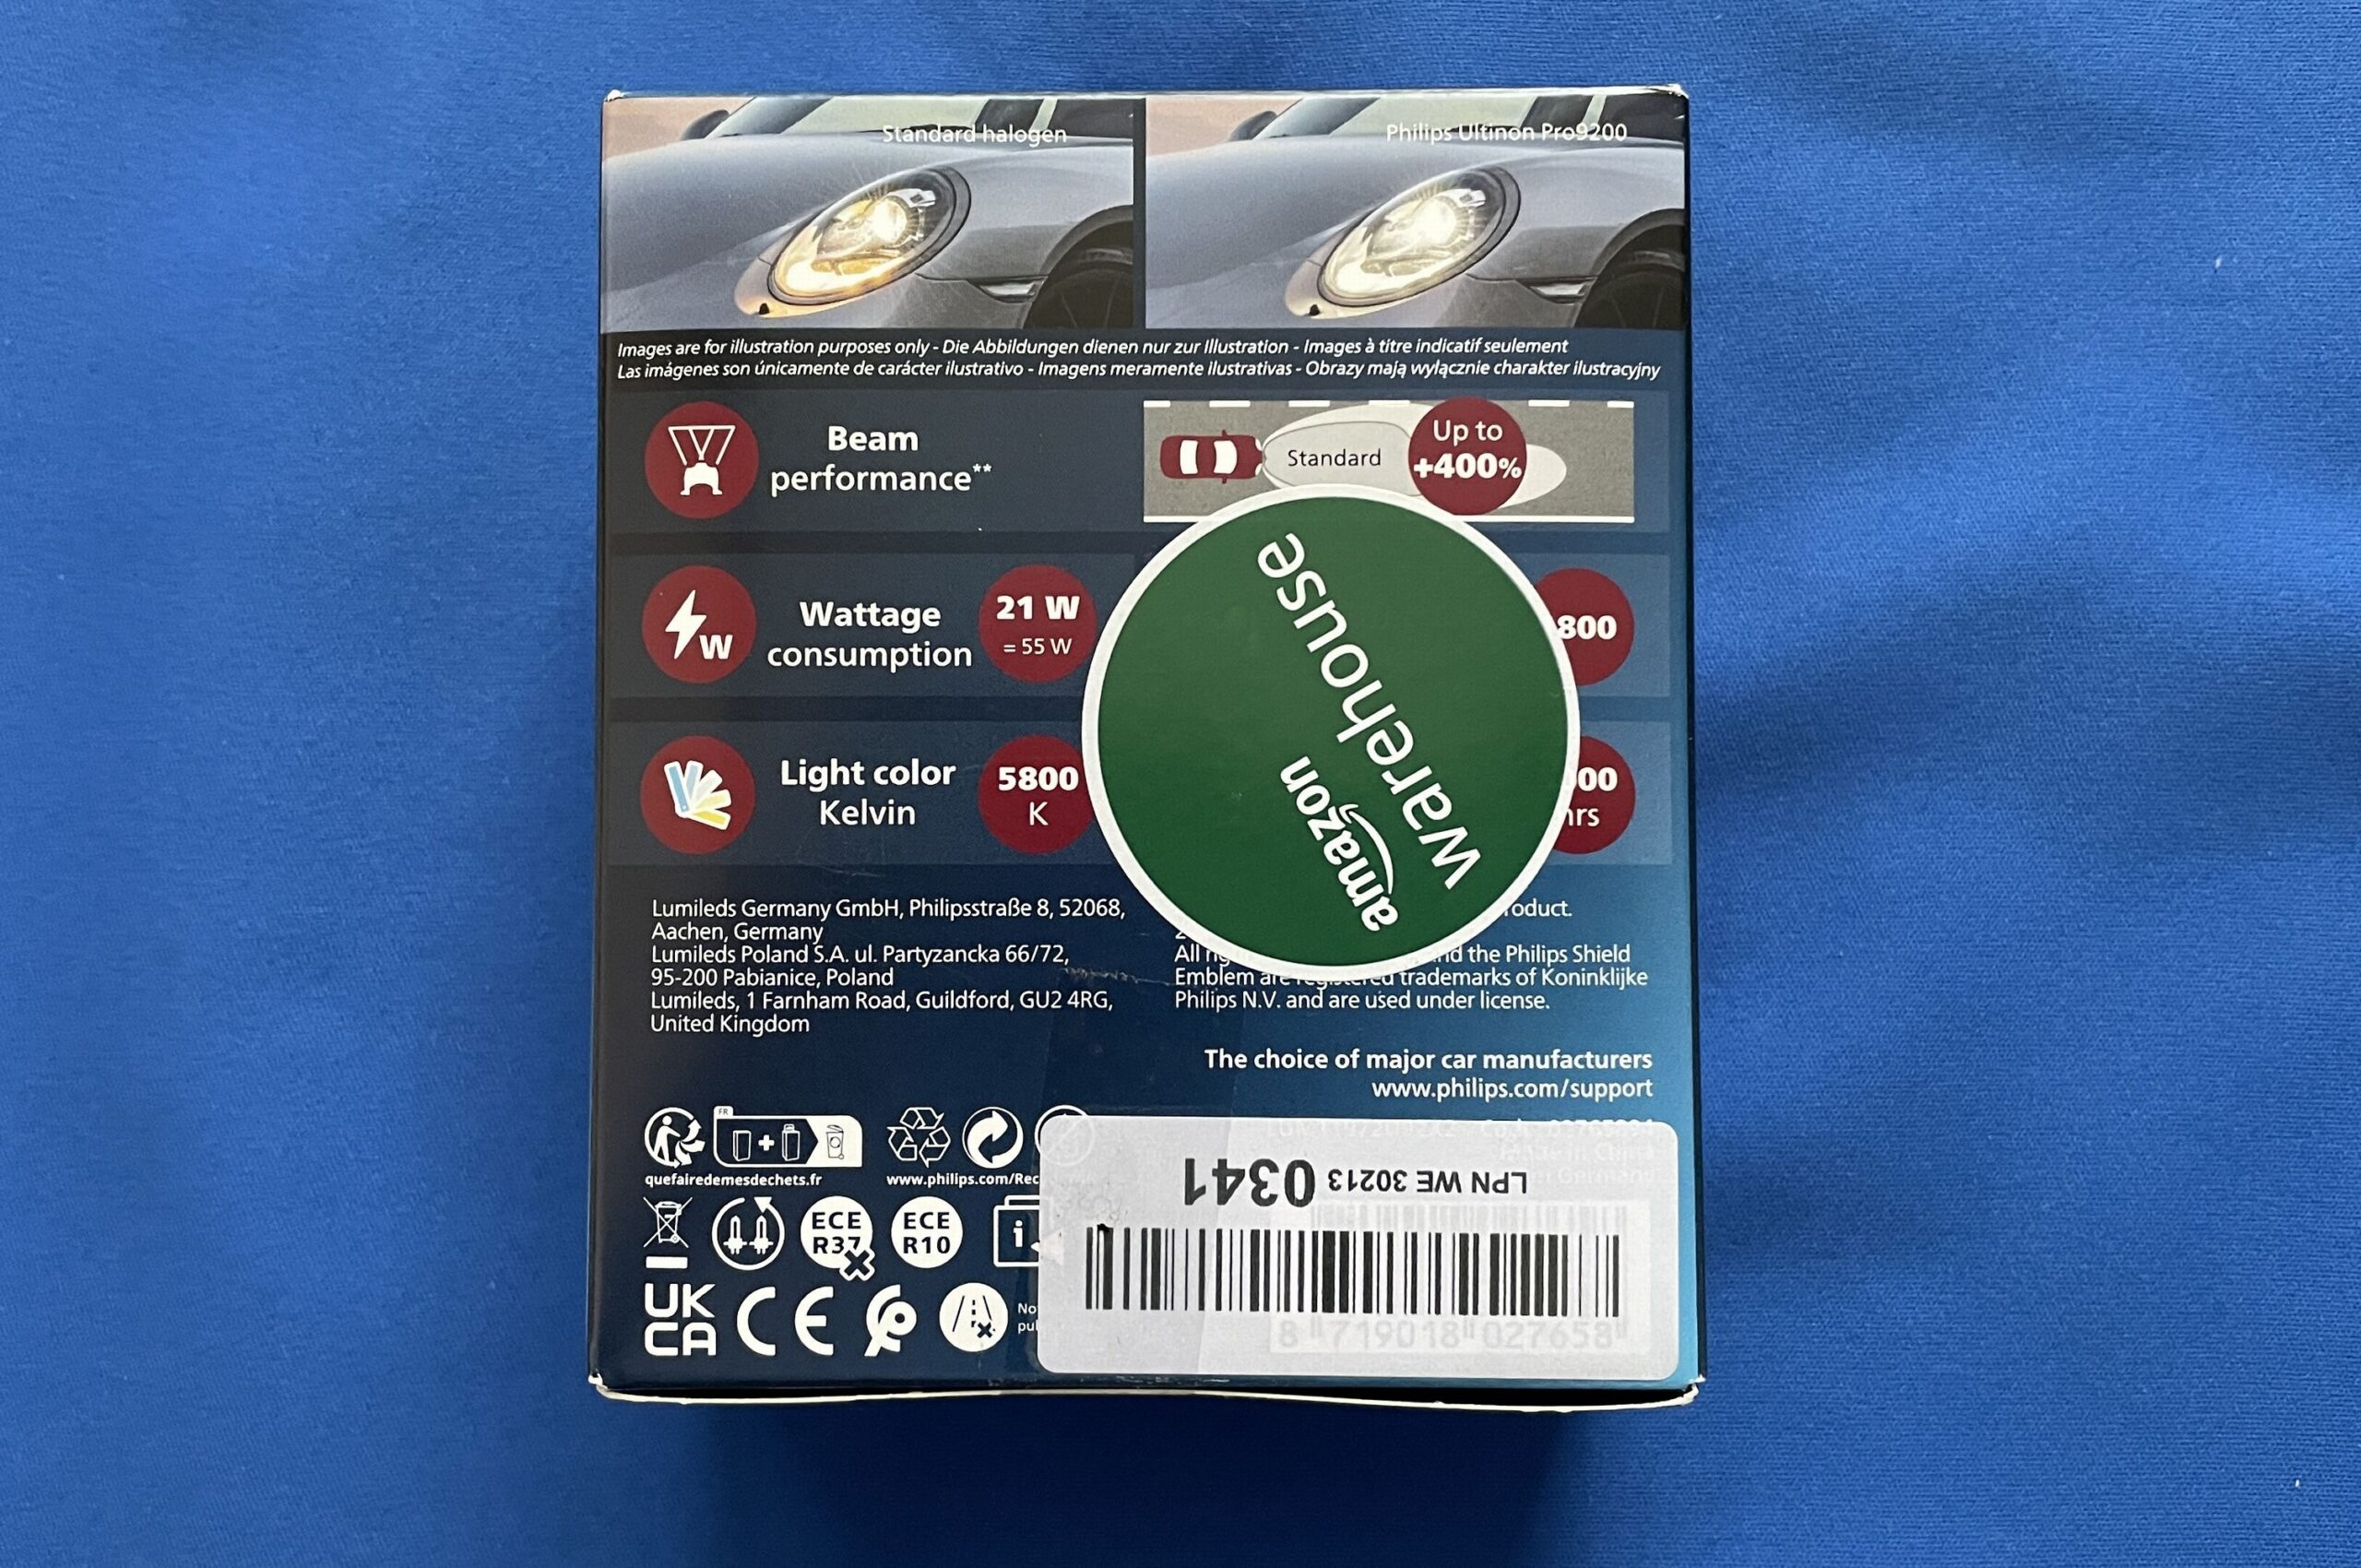 Standard halogen
Philips Ultinon Pro9200
Images are for illustration purposes only - Die Abbildungen dienen nur zur Illustration - Images à titre indicatif seulement
Las imágenes son únicamente de carácter ilustrativo - Imagens meramente ilustrativas - Obrazy mają wyłącznie charakter ilustracyjny
Beam
performance**
Standard
Up to
+400%
W
Wattage
consumption
21 W
= 55 W
800
Light color
Kelvin
5800
K
00
hrs
amazon
warehouse
Lumileds Germany GmbH, Philipsstraße 8, 52068,
Aachen, Germany
Lumileds Poland S.A. ul. Partyzancka 66/72,
95-200 Pabianice, Poland
Lumileds, 1 Farnham Road, Guildford, GU2 4RG,
United Kingdom
All and the Philips Shield
Emblem are registered trademarks of Koninklijke
Philips N.V. and are used under license.
The choice of major car manufacturers
www.philips.com/support
FR
quefairedemesdechets.fr
www.philips.com/Rec
LPN WE 30213 0341
ECE
R37
ECE
R10
i
UK
CA
CE
No
pu
8 719018 027658